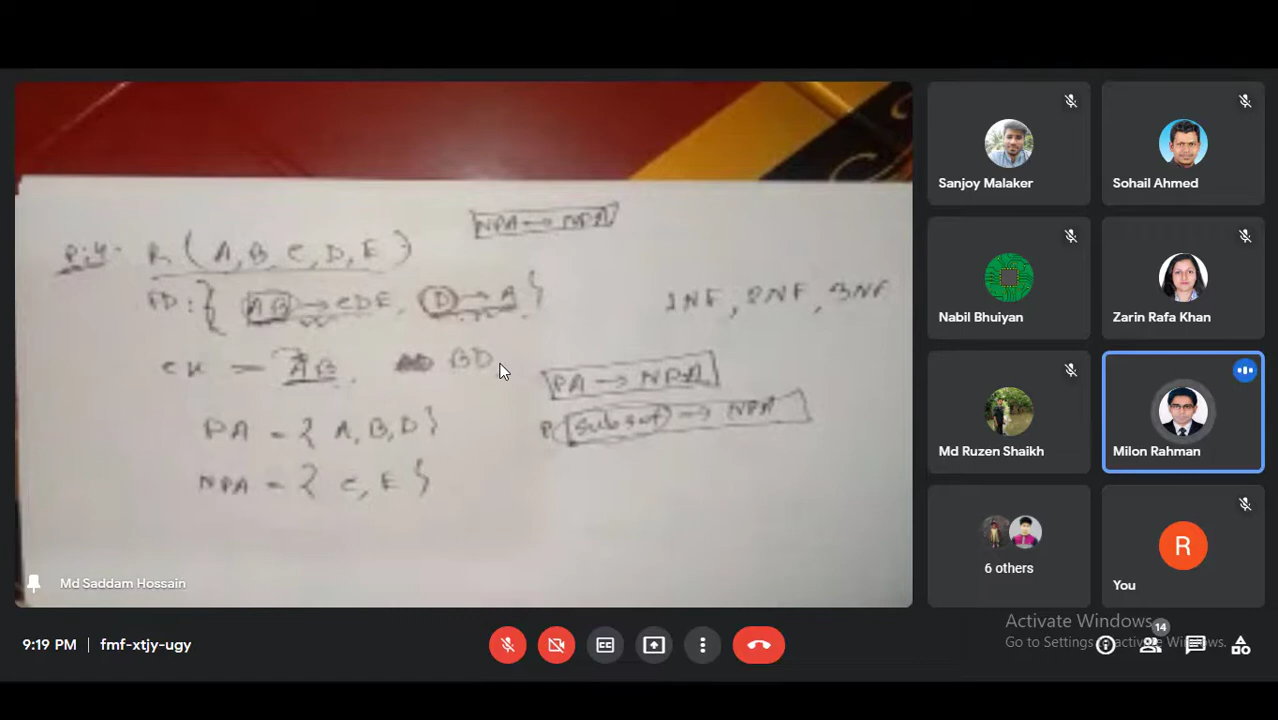 NPA → NPA
P:4- R (A, B, C, D, E)
FD: { AB → CDE, D → A }
1NF, 2NF, 3NF
CK = AB BD
PA → NPA
P(subset) → NPA
PA = { A, B, D }
NPA = { C, E }
Md Saddam Hossain
Sanjoy Malaker
Sohail Ahmed
Nabil Bhuiyan
Zarin Rafa Khan
Md Ruzen Shaikh
Milon Rahman
6 others
R
You
Activate Windows
Go to Settings to activate Windows.
9:19 PM | fmf-xtjy-ugy
14